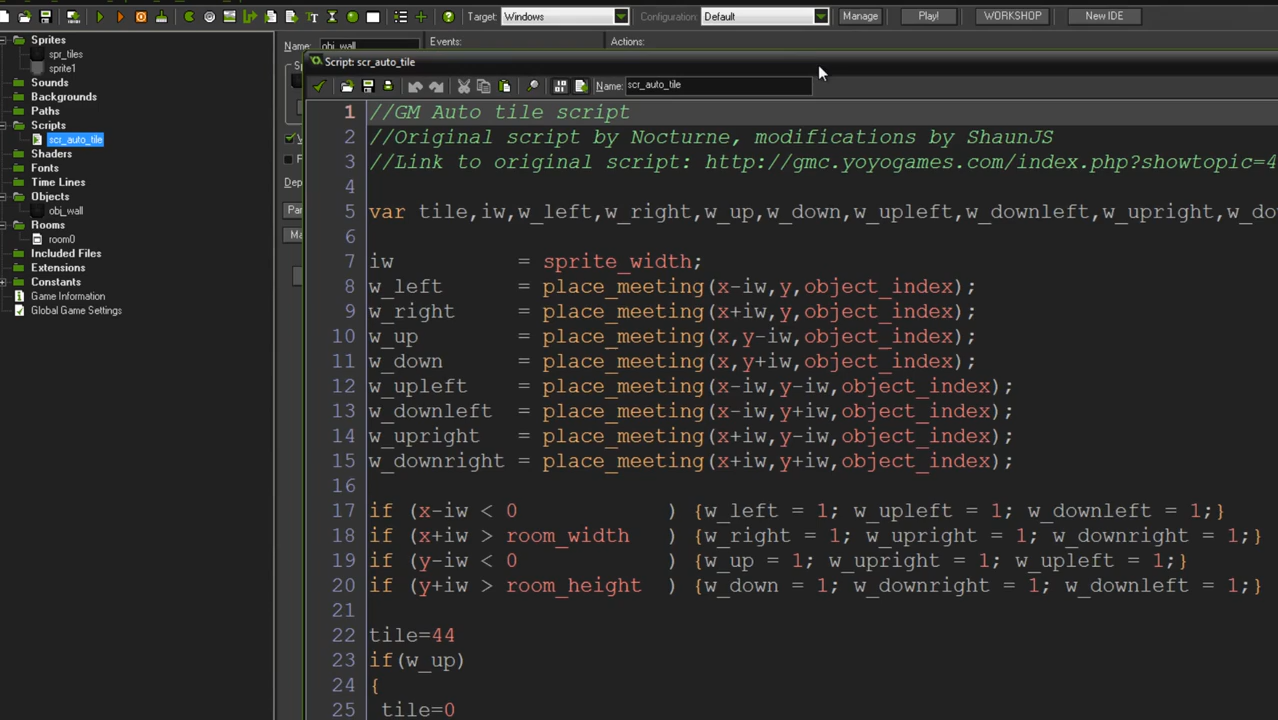 Target: Windows Configuration: Default Manage Play! WORKSHOP New IDE
Sprites
spr_tiles
sprite1
Sounds
Backgrounds
Paths
Scripts
scr_auto_tile
Shaders
Fonts
Time Lines
Objects
obj_wall
Rooms
room0
Included Files
Extensions
Constants
Game Information
Global Game Settings
Name: obj_wall Events: Actions:
Script: scr_auto_tile
Name: scr_auto_tile
1 //GM Auto tile script
2 //Original script by Nocturne, modifications by ShaunJS
3 //Link to original script: http://gmc.yoyogames.com/index.php?showtopic=4
4
5 var tile,iw,w_left,w_right,w_up,w_down,w_upleft,w_downleft,w_upright,w_do
6
7 iw = sprite_width;
8 w_left = place_meeting(x-iw,y,object_index);
9 w_right = place_meeting(x+iw,y,object_index);
10 w_up = place_meeting(x,y-iw,object_index);
11 w_down = place_meeting(x,y+iw,object_index);
12 w_upleft = place_meeting(x-iw,y-iw,object_index);
13 w_downleft = place_meeting(x-iw,y+iw,object_index);
14 w_upright = place_meeting(x+iw,y-iw,object_index);
15 w_downright = place_meeting(x+iw,y+iw,object_index);
16
17 if (x-iw < 0 ) {w_left = 1; w_upleft = 1; w_downleft = 1;}
18 if (x+iw > room_width ) {w_right = 1; w_upright = 1; w_downright = 1;}
19 if (y-iw < 0 ) {w_up = 1; w_upright = 1; w_upleft = 1;}
20 if (y+iw > room_height ) {w_down = 1; w_downright = 1; w_downleft = 1;}
21
22 tile=44
23 if(w_up)
24 {
25 tile=0